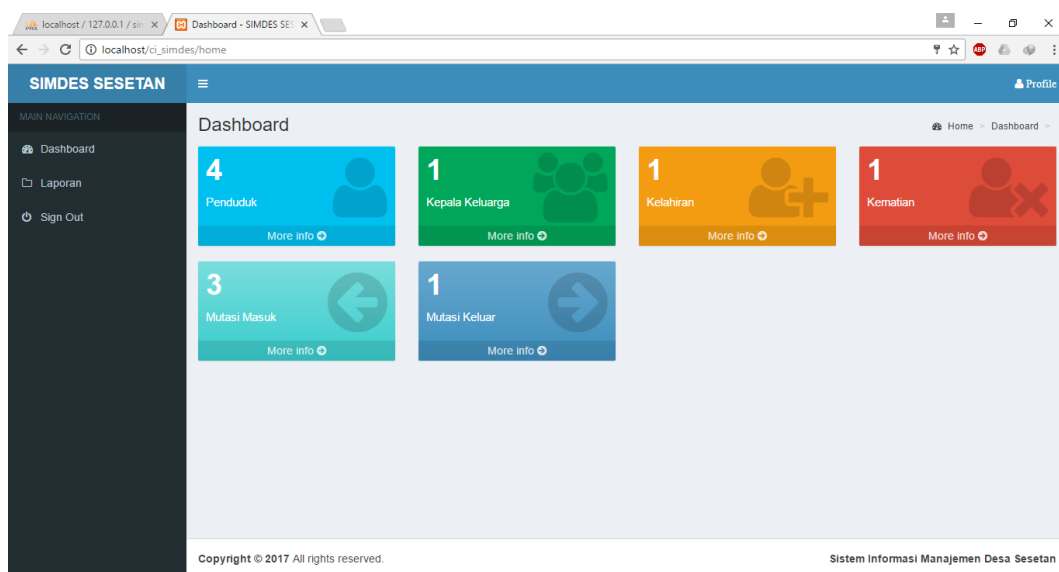 localhost / 127.0.0.1 / sim
Dashboard - SIMDES SES
localhost/ci_simdes/home
ABP
SIMDES SESETAN
Profile
MAIN NAVIGATION
Dashboard
Laporan
Sign Out
Dashboard
Home > Dashboard >
4
Penduduk
More info
1
Kepala Keluarga
More info
1
Kelahiran
More info
1
Kematian
More info
3
Mutasi Masuk
More info
1
Mutasi Keluar
More info
Copyright © 2017 All rights reserved.
Sistem Informasi Manajemen Desa Sesetan